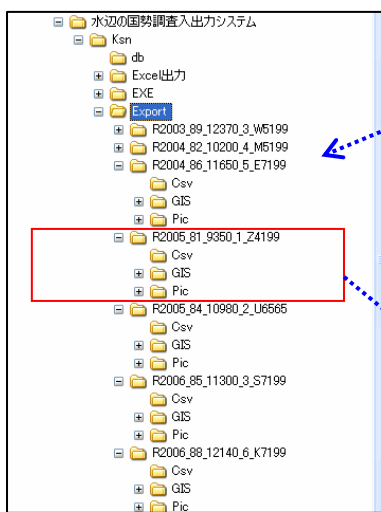 水辺の国勢調査入出力システム
Ksn
db
Excel出力
EXE
Export
R2003_89_12370_3_W5199
R2004_82_10200_4_M5199
R2004_86_11650_5_E7199
Csv
GIS
Pic
R2005_81_9350_1_Z4199
Csv
GIS
Pic
R2005_84_10980_2_U6565
Csv
GIS
Pic
R2006_85_11300_3_S7199
Csv
GIS
Pic
R2006_88_12140_6_K7199
Csv
GIS
Pic